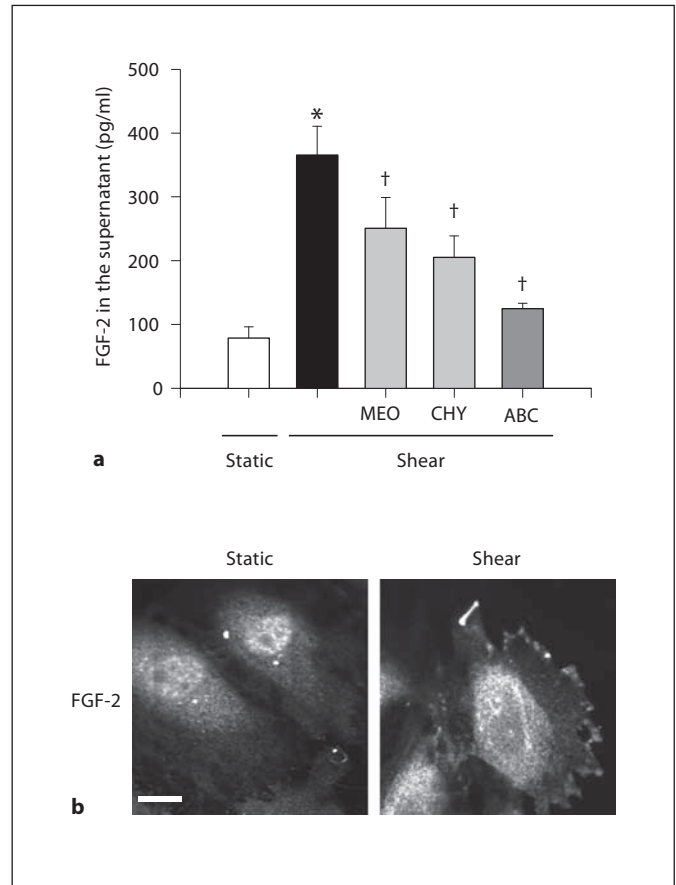 500
400
300
200
100
0
FGF-2 in the supernatant (pg/ml)
*
†
†
†
MEO CHY ABC
Static Shear
a
Static Shear
FGF-2
b